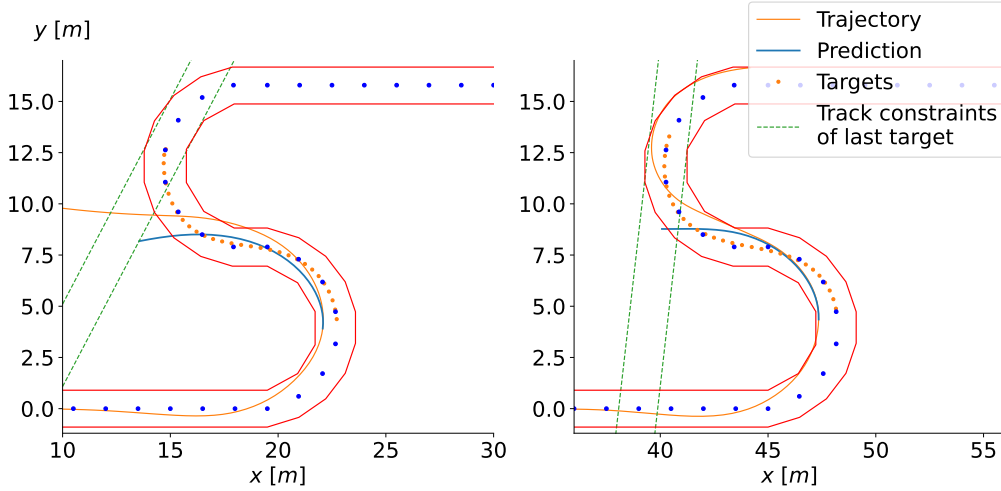 y [m]
Trajectory
Prediction
Targets
Track constraints
of last target
15.0
12.5
10.0
7.5
5.0
2.5
0.0
10 15 20 25 30
x [m]
15.0
12.5
10.0
7.5
5.0
2.5
0.0
40 45 50 55
x [m]